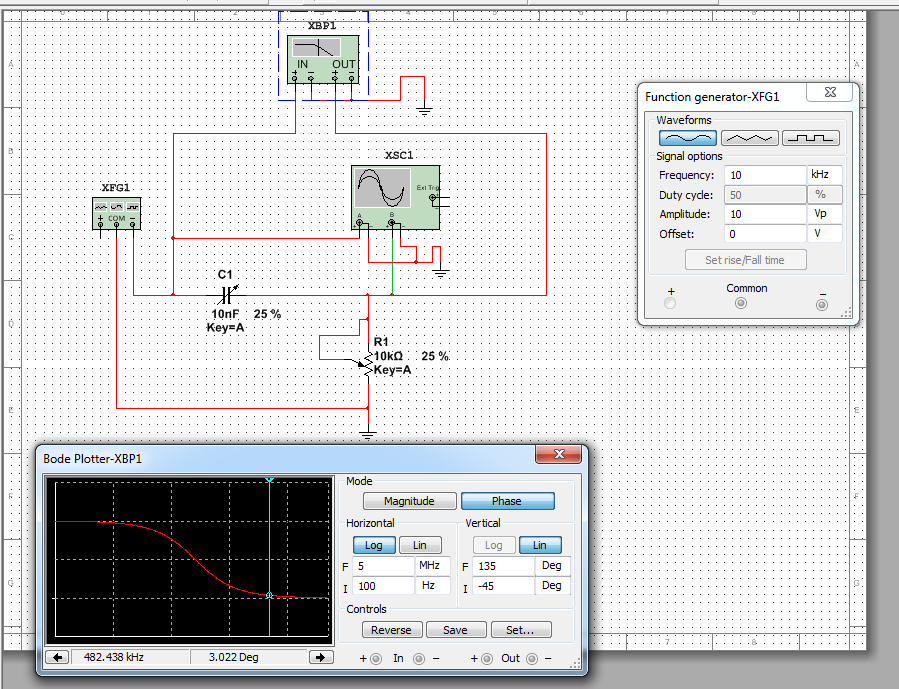 XBP1
IN OUT
XSC1
Ext Trig
A B
XFG1
COM
C1
10nF 25 %
Key=A
R1
10kΩ 25 %
Key=A
Function generator-XFG1
Waveforms
Signal options
Frequency: 10 kHz
Duty cycle: 50 %
Amplitude: 10 Vp
Offset: 0 V
Set rise/Fall time
+ Common −
Bode Plotter-XBP1
Mode
Magnitude Phase
Horizontal Vertical
Log Lin Log Lin
F 5 MHz F 135 Deg
I 100 Hz I -45 Deg
Controls
Reverse Save Set...
482.438 kHz 3.022 Deg
+ In − + Out −